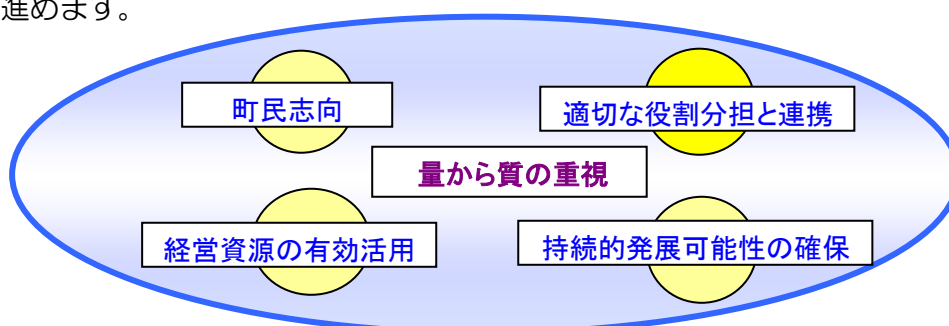 進めます。
町民志向
適切な役割分担と連携
量から質の重視
経営資源の有効活用
持続的発展可能性の確保